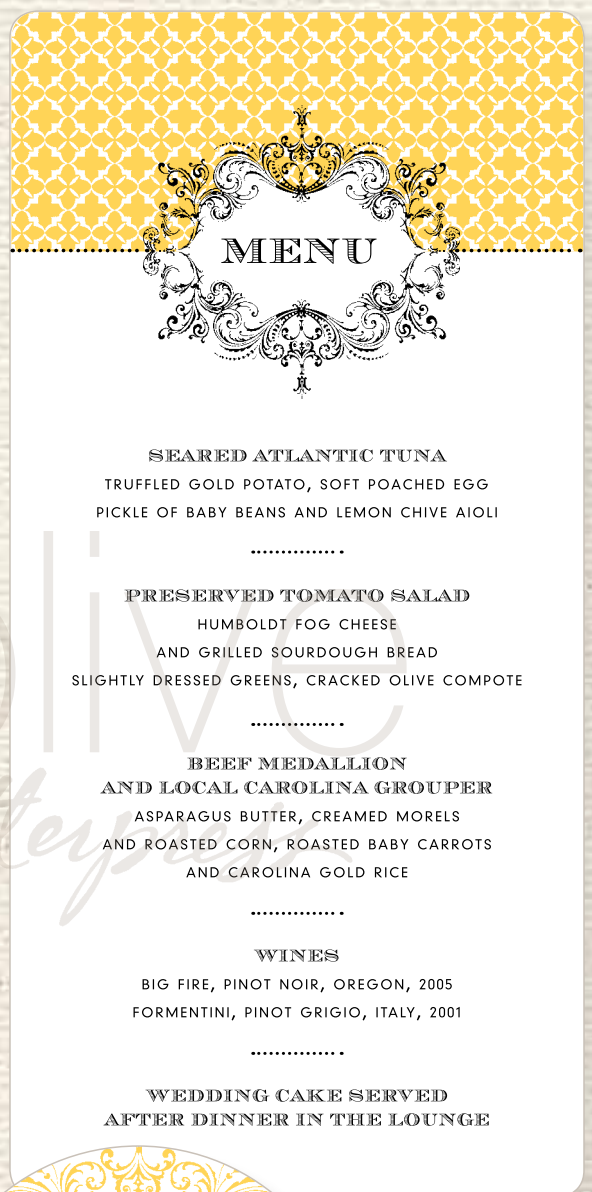 MENU
SEARED ATLANTIC TUNA
TRUFFLED GOLD POTATO, SOFT POACHED EGG
PICKLE OF BABY BEANS AND LEMON CHIVE AIOLI
PRESERVED TOMATO SALAD
HUMBOLDT FOG CHEESE
AND GRILLED SOURDOUGH BREAD
SLIGHTLY DRESSED GREENS, CRACKED OLIVE COMPOTE
BEEF MEDALLION
AND LOCAL CAROLINA GROUPER
ASPARAGUS BUTTER, CREAMED MORELS
AND ROASTED CORN, ROASTED BABY CARROTS
AND CAROLINA GOLD RICE
WINES
BIG FIRE, PINOT NOIR, OREGON, 2005
FORMENTINI, PINOT GRIGIO, ITALY, 2001
WEDDING CAKE SERVED
AFTER DINNER IN THE LOUNGE
olive
terpress